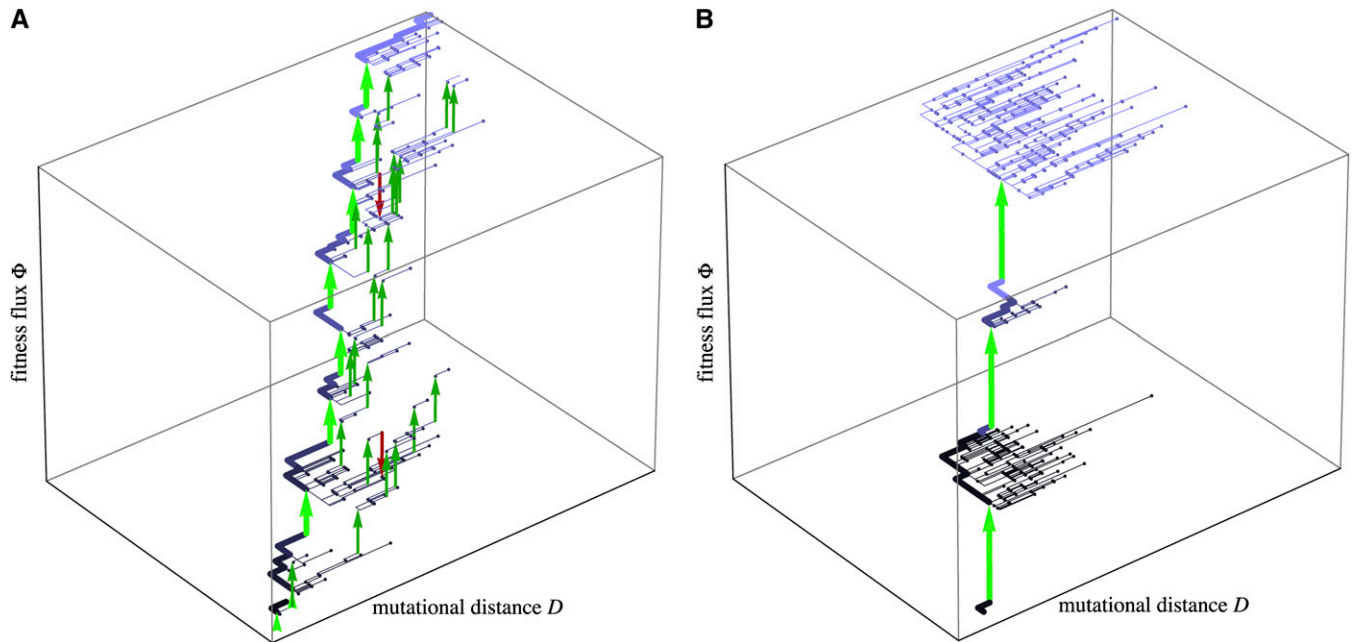 A
B
fitness flux Φ
fitness flux Φ
mutational distance D
mutational distance D